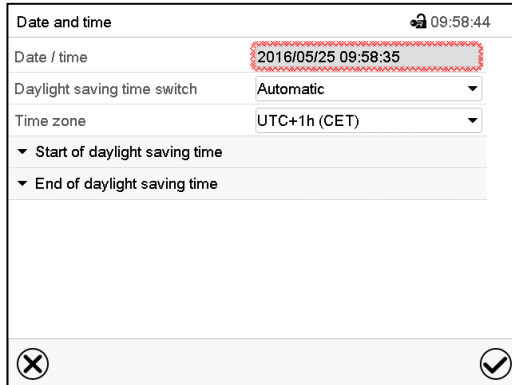 Date and time 09:58:44
Date / time 2016/05/25 09:58:35
Daylight saving time switch Automatic
Time zone UTC+1h (CET)
Start of daylight saving time
End of daylight saving time